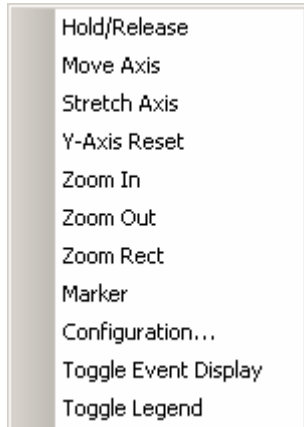 Hold/Release
Move Axis
Stretch Axis
Y-Axis Reset
Zoom In
Zoom Out
Zoom Rect
Marker
Configuration...
Toggle Event Display
Toggle Legend